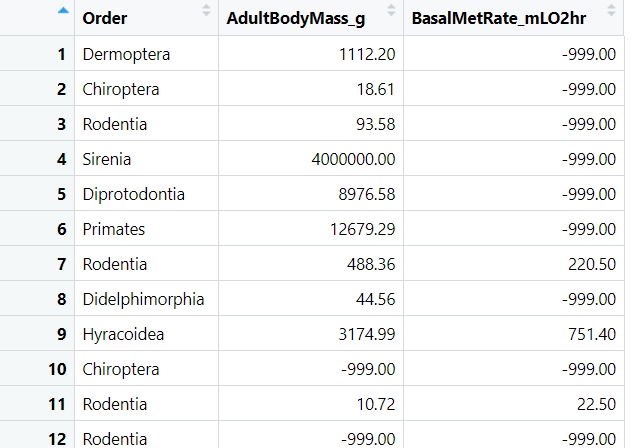 Order AdultBodyMass_g BasalMetRate_mLO2hr
1 Dermoptera 1112.20 -999.00
2 Chiroptera 18.61 -999.00
3 Rodentia 93.58 -999.00
4 Sirenia 4000000.00 -999.00
5 Diprotodontia 8976.58 -999.00
6 Primates 12679.29 -999.00
7 Rodentia 488.36 220.50
8 Didelphimorphia 44.56 -999.00
9 Hyracoidea 3174.99 751.40
10 Chiroptera -999.00 -999.00
11 Rodentia 10.72 22.50
12 Rodentia -999.00 -999.00